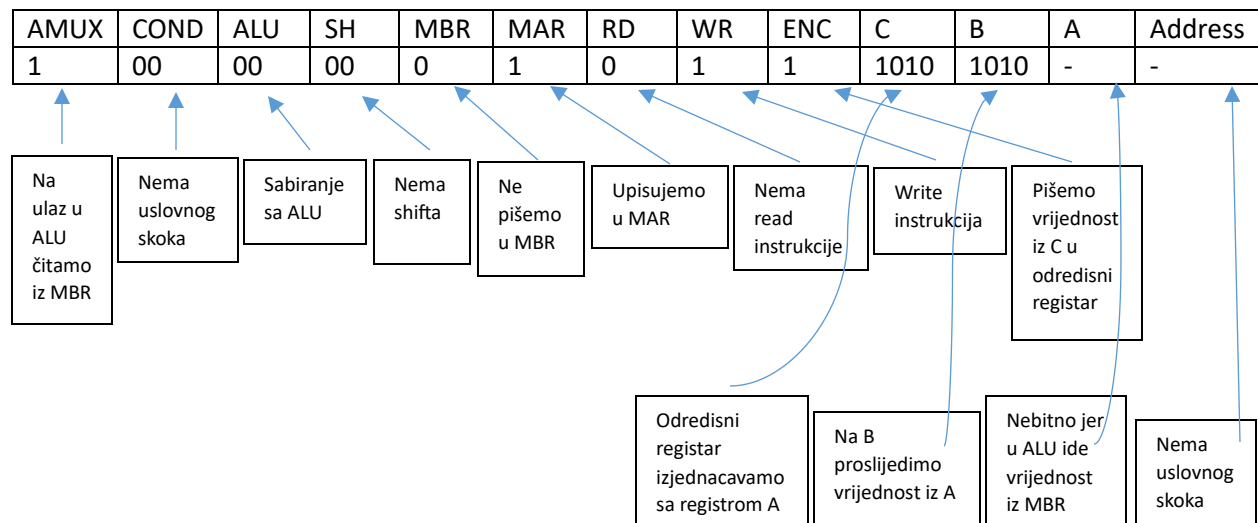 AMUX COND ALU SH MBR MAR RD WR ENC C B A Address
1 00 00 00 0 1 0 1 1 1010 1010 - -
Na
ulaz u
ALU
čitamo
iz MBR
Nema
uslovnog
skoka
Sabiranje
sa ALU
Nema
shifta
Ne
pišemo
u MBR
Upisujemo
u MAR
Nema
read
instrukcije
Write
instrukcija
Pišemo
vrijednost
iz C u
odredisni
registar
Odredisni
registar
izjednacavamo
sa registrom A
Na B
proslijedimo
vrijednost iz A
Nebitno jer
u ALU ide
vrijednost
iz MBR
Nema
uslovnog
skoka